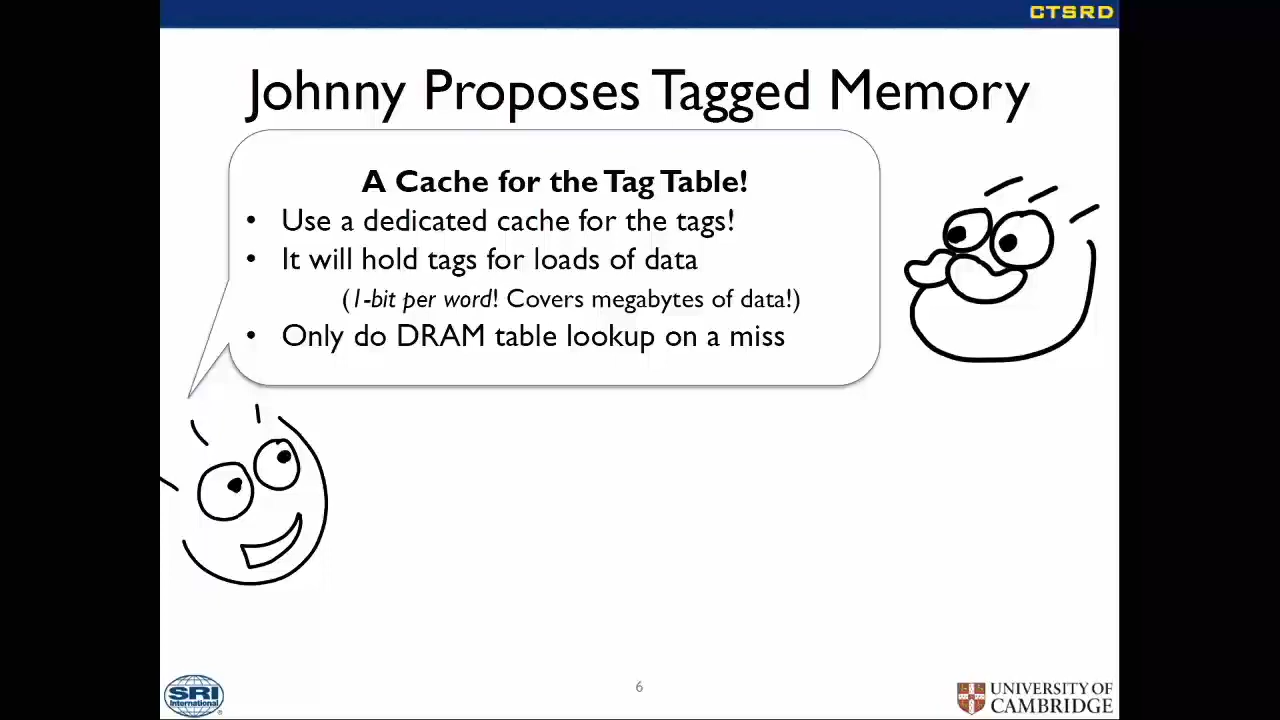 CTSRD
Johnny Proposes Tagged Memory
A Cache for the Tag Table!
• Use a dedicated cache for the tags!
• It will hold tags for loads of data
(1-bit per word! Covers megabytes of data!)
• Only do DRAM table lookup on a miss
SRI
International
6
UNIVERSITY OF
CAMBRIDGE